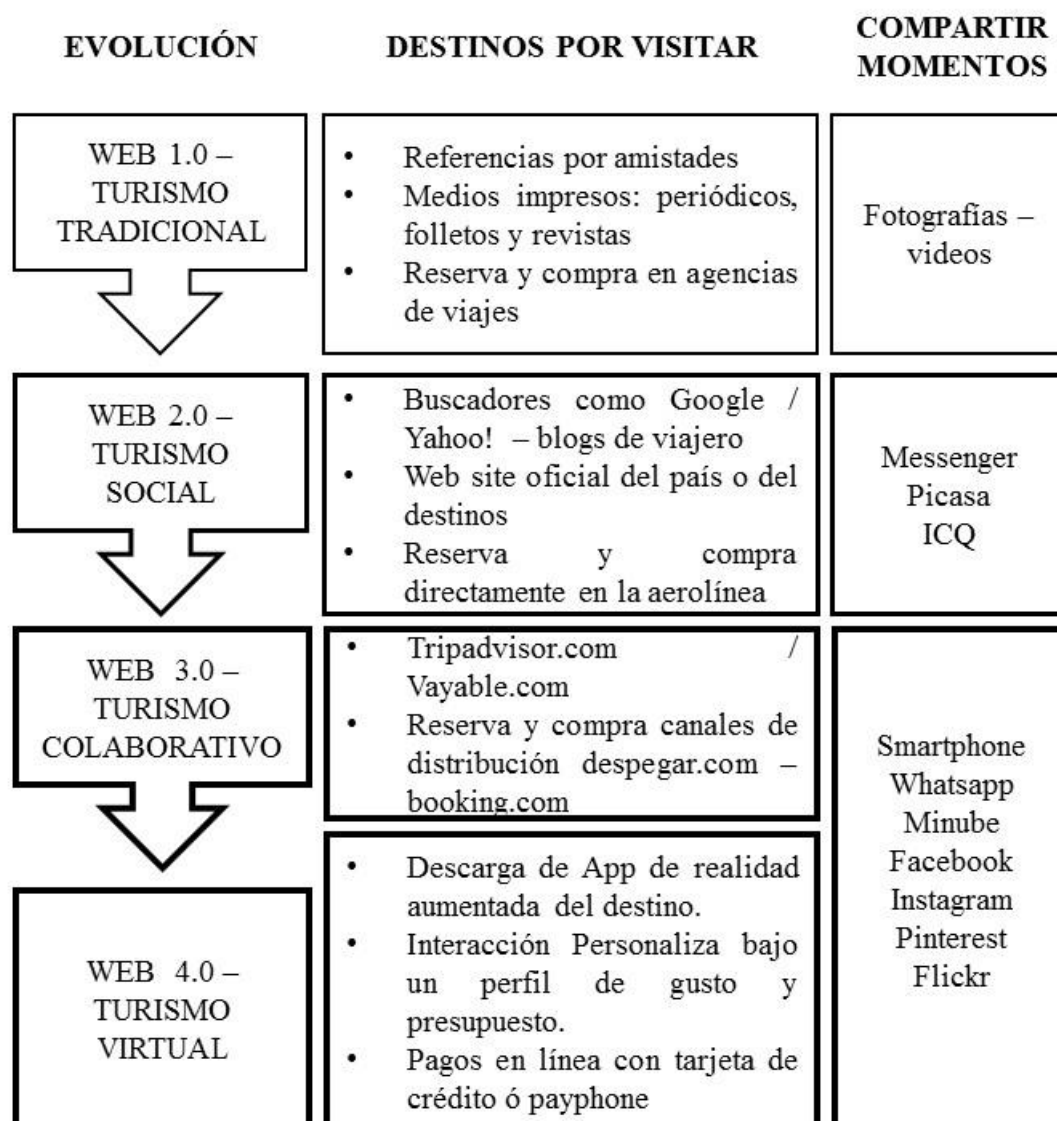 EVOLUCIÓN
DESTINOS POR VISITAR
COMPARTIR
MOMENTOS
WEB 1.0 –
TURISMO
TRADICIONAL
• Referencias por amistades
• Medios impresos: periódicos,
folletos y revistas
• Reserva y compra en agencias
de viajes
Fotografías –
videos
WEB 2.0 –
TURISMO
SOCIAL
• Buscadores como Google /
Yahoo! – blogs de viajero
• Web site oficial del país o del
destinos
• Reserva y compra
directamente en la aerolínea
Messenger
Picasa
ICQ
WEB 3.0 –
TURISMO
COLABORATIVO
• Tripadvisor.com /
Vayable.com
• Reserva y compra canales de
distribución despegar.com –
booking.com
WEB 4.0 –
TURISMO
VIRTUAL
• Descarga de App de realidad
aumentada del destino.
• Interacción Personaliza bajo
un perfil de gusto y
presupuesto.
• Pagos en línea con tarjeta de
crédito ó payphone
Smartphone
Whatsapp
Minube
Facebook
Instagram
Pinterest
Flickr